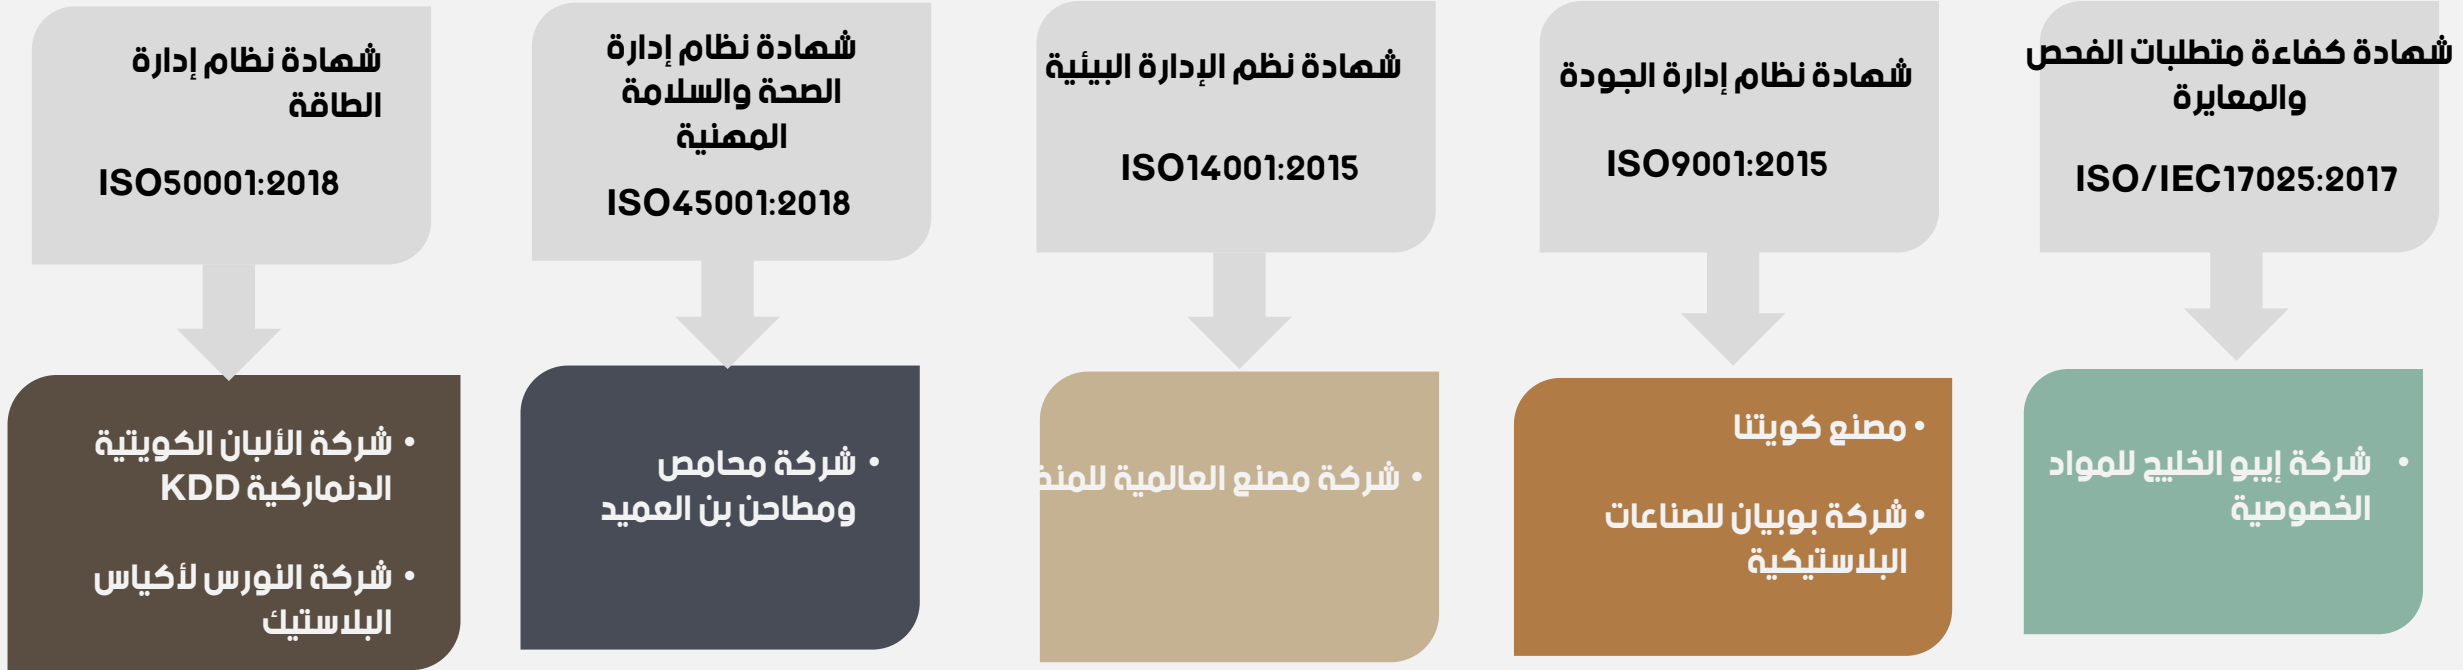 شهادة كفاءة متطلبات الفحص
والمعايرة
ISO/IEC17025:2017
• شركة إيبو الخليج للمواد
الخصوصية
شهادة نظام إدارة الجودة
ISO9001:2015
• مصنع كويتنا
• شركة بوبيان للصناعات
البلاستيكية
شهادة نظم الإدارة البيئية
ISO14001:2015
• شركة مصنع العالمية
شهادة نظام إدارة
الصحة والسلامة
المهنية
ISO45001:2018
• شركة محامص
ومطاحن بن العميد
شهادة نظام إدارة
الطاقة
ISO50001:2018
• شركة الألبان الكويتية
الدنماركية KDD
• شركة النورس لأكياس
البلاستيك